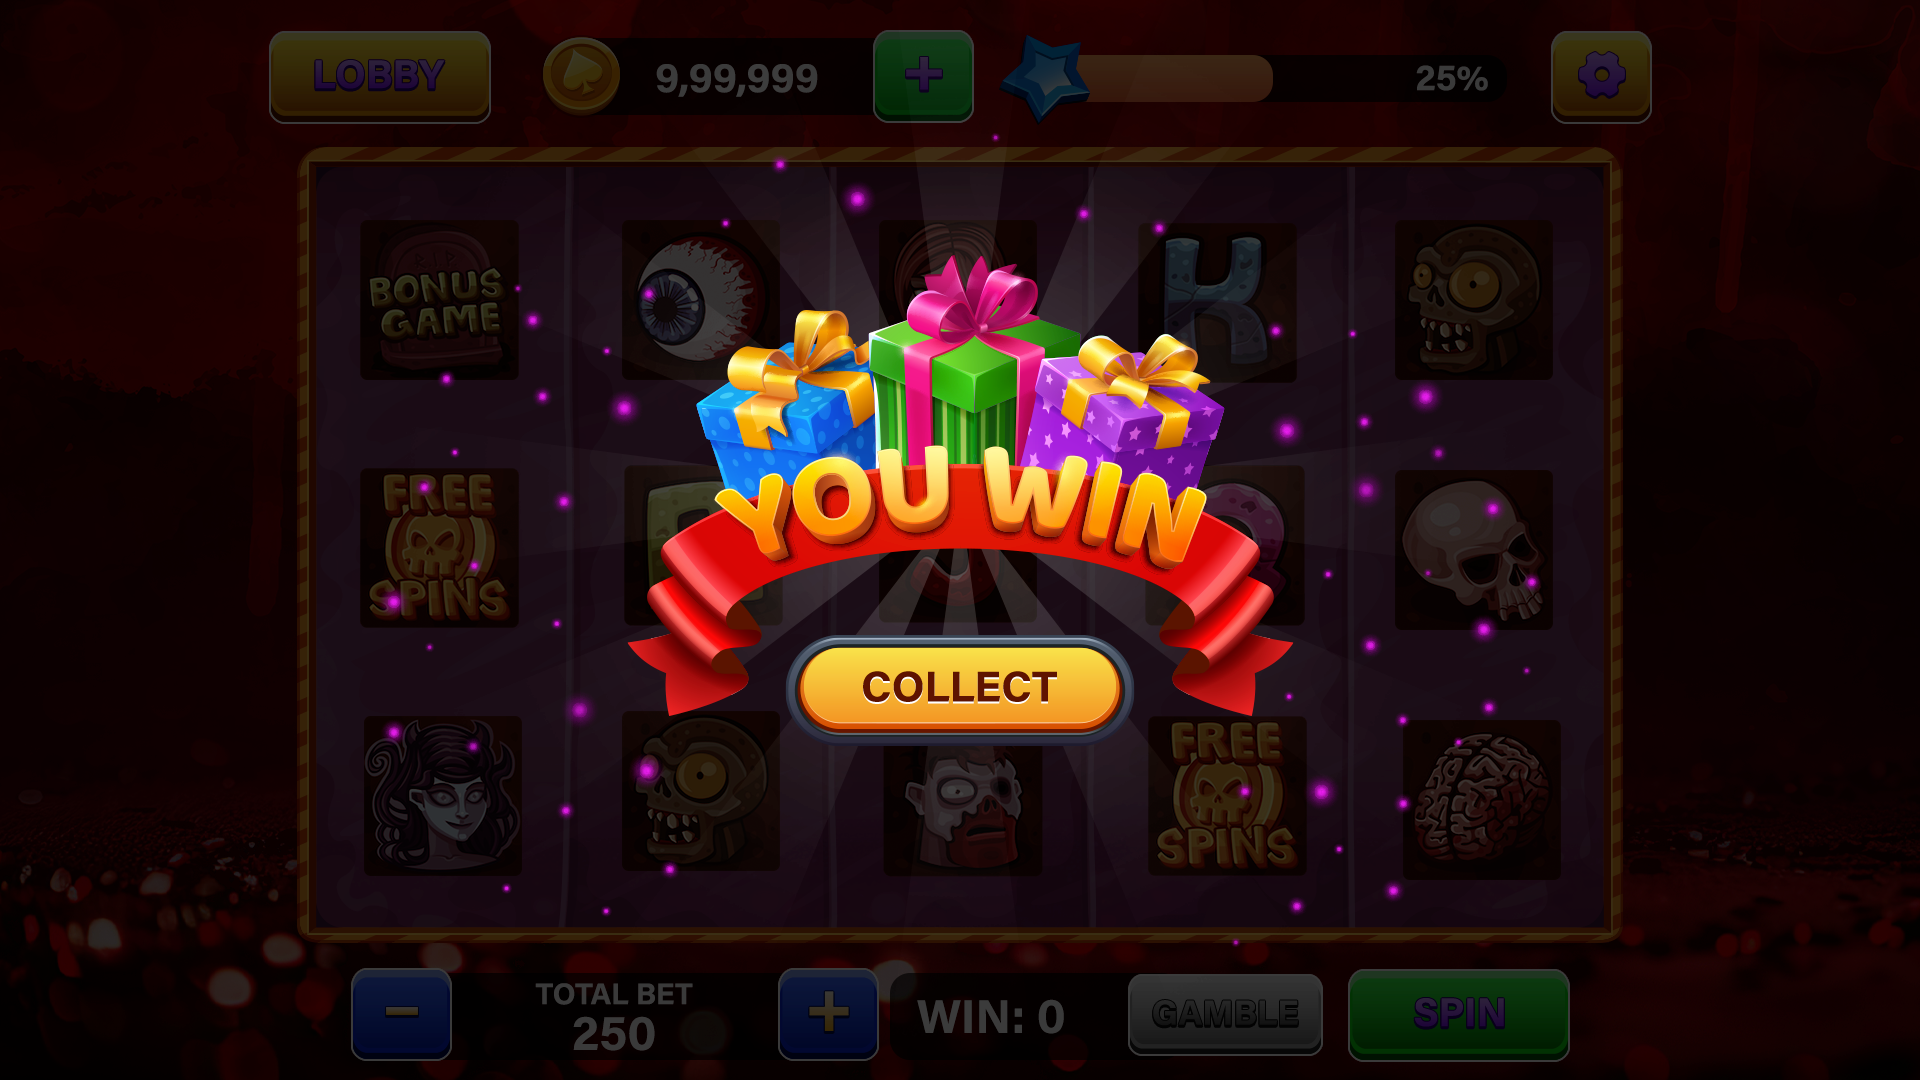 LOBBY
9,99,999
+
25%
RIP
BONUS
GAME
K
FREE
SPINS
YOU WIN
J
COLLECT
FREE
SPINS
−
TOTAL BET
250
+
WIN: 0
GAMBLE
SPIN